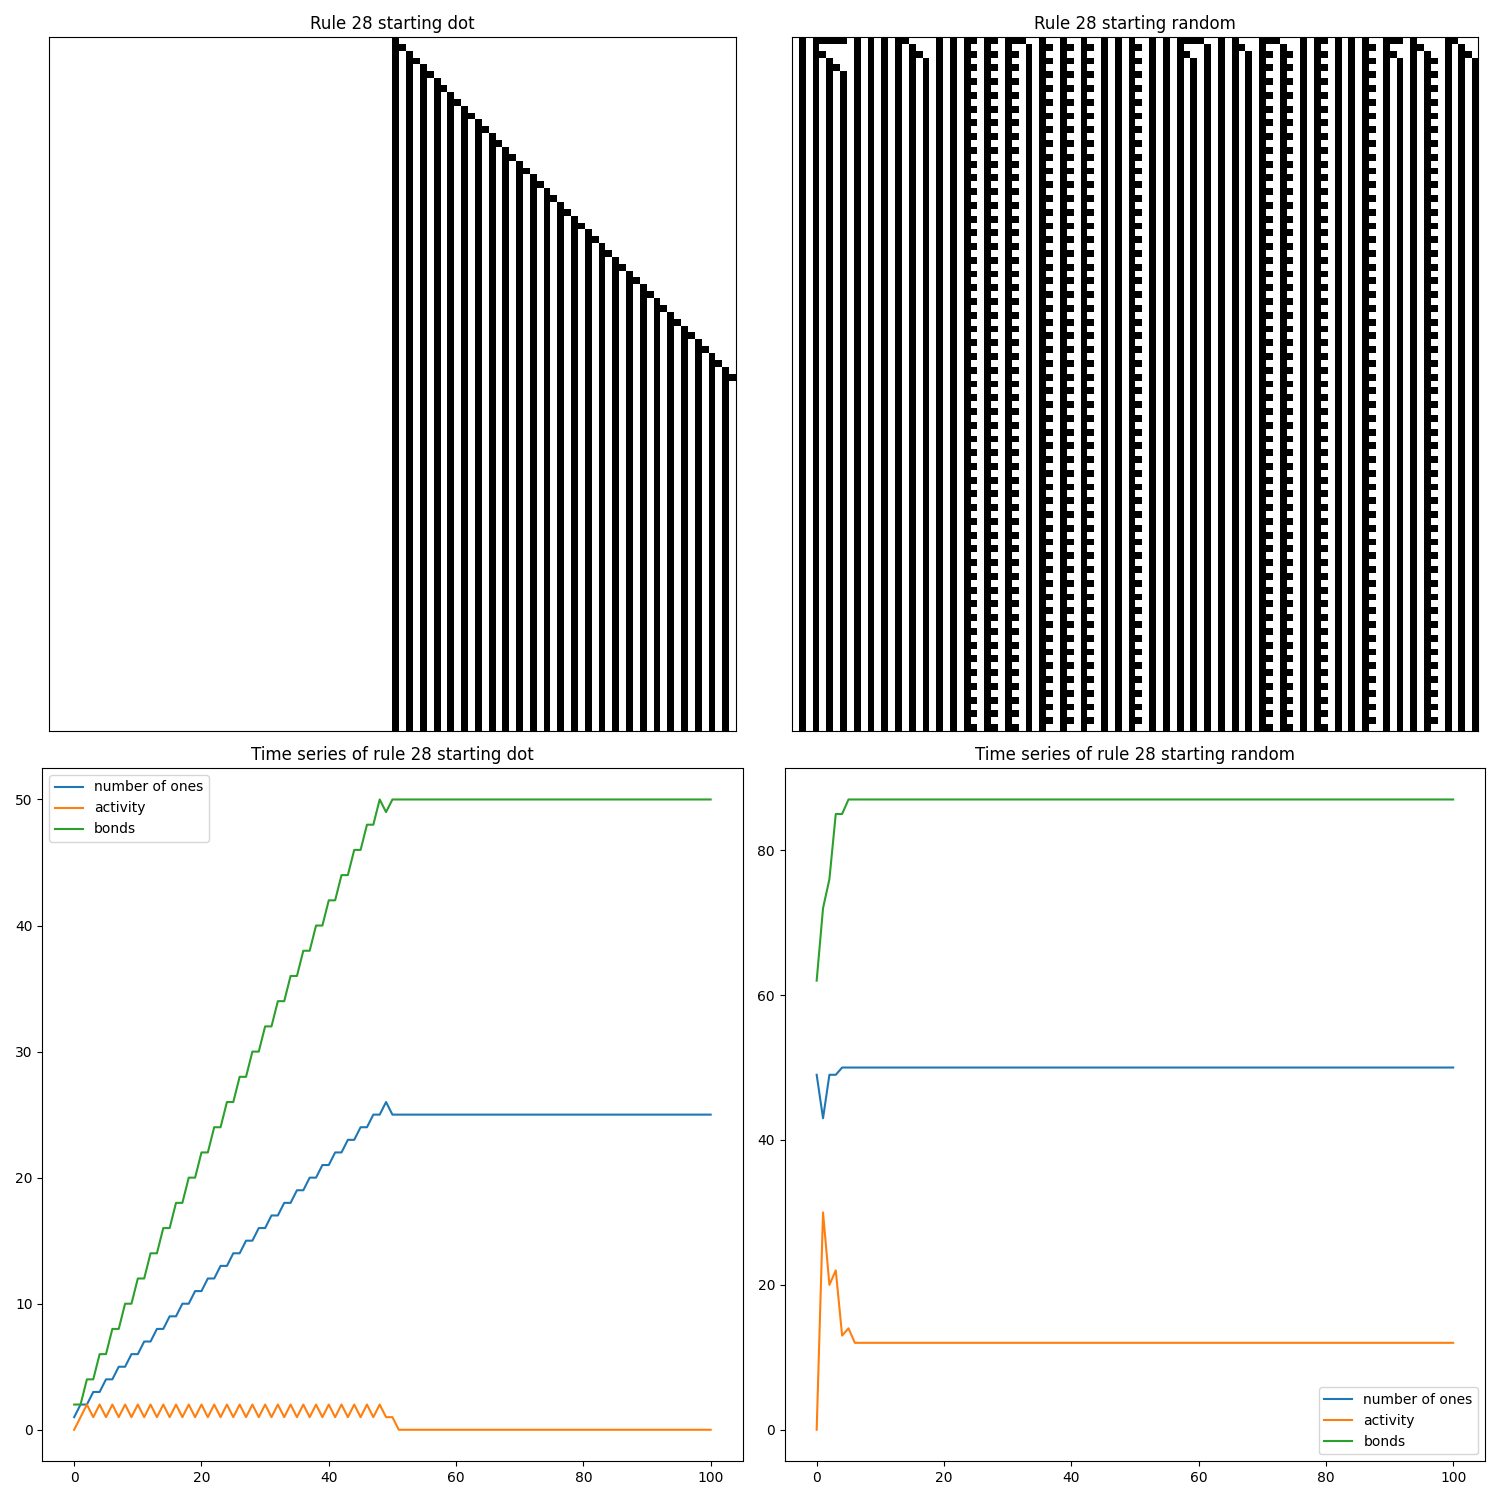 Rule 28 starting dot
Rule 28 starting random
Time series of rule 28 starting dot
50
40
30
20
10
0
number of ones
activity
bonds
0 20 40 60 80 100
Time series of rule 28 starting random
80
60
40
20
0
number of ones
activity
bonds
0 20 40 60 80 100